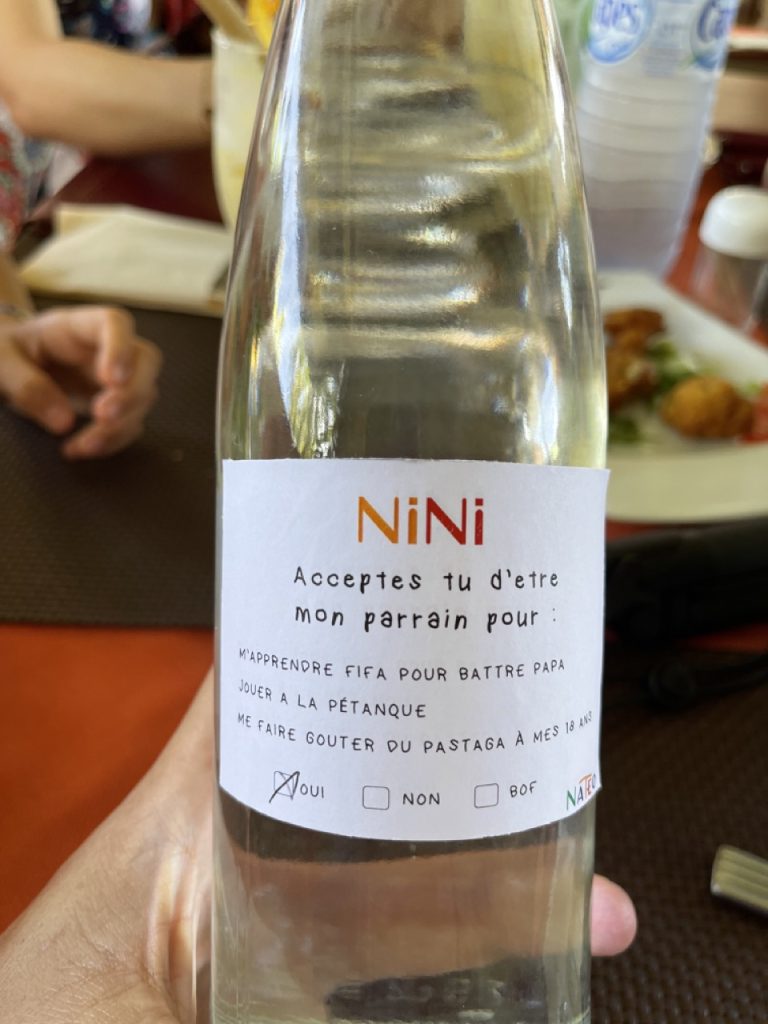 NiNi
Acceptes tu d'etre
mon parrain pour :
M'APPRENDRE FIFA POUR BATTRE PAPA
JOUER A LA PÉTANQUE
ME FAIRE GOUTER DU PASTAGA À MES 18 ANS
OUI NON BOF
NATEO